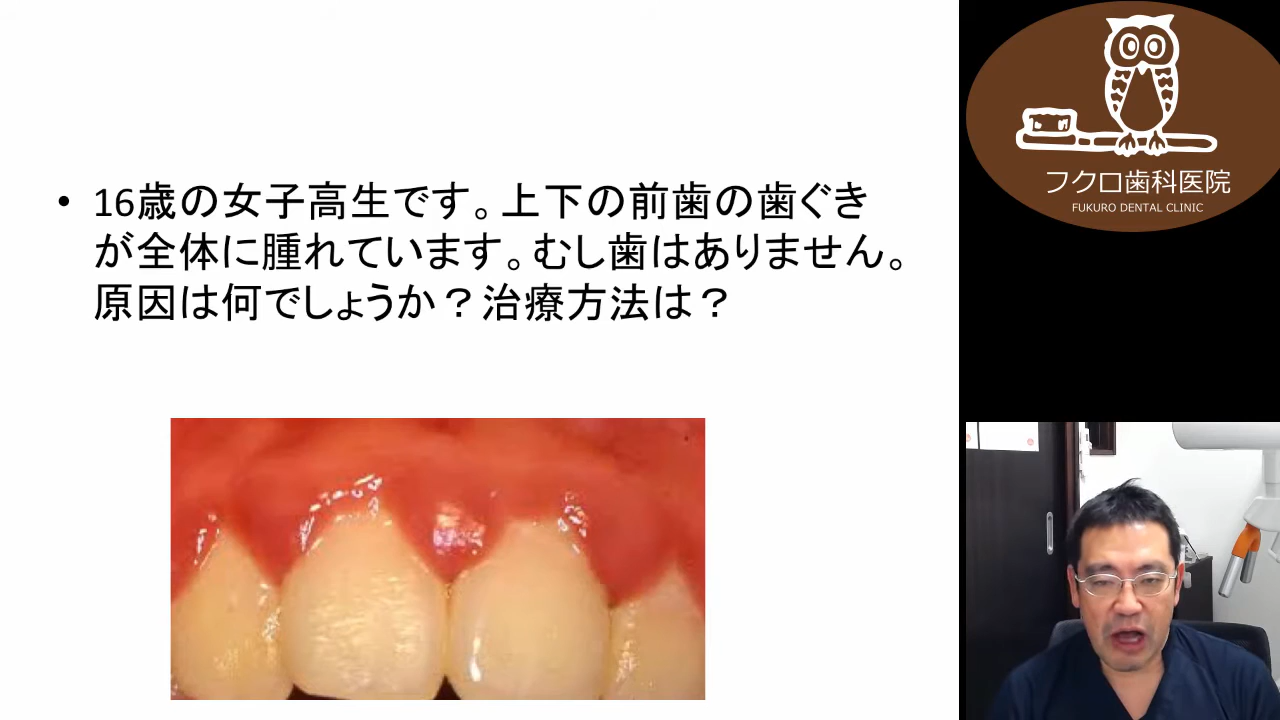 • 16歳の女子高生です。上下の前歯の歯ぐき
が全体に腫れています。むし歯はありません。
原因は何でしょうか？治療方法は？
フクロ歯科医院
FUKURO DENTAL CLINIC